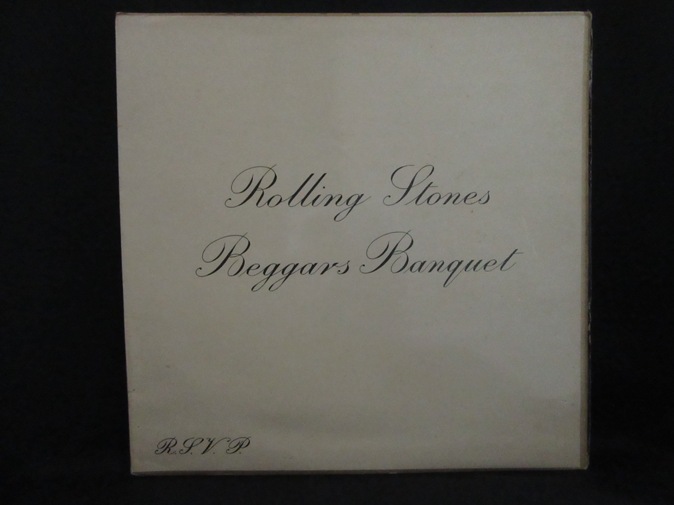 Rolling Stones
Beggars Banquet
R.S.V.P.